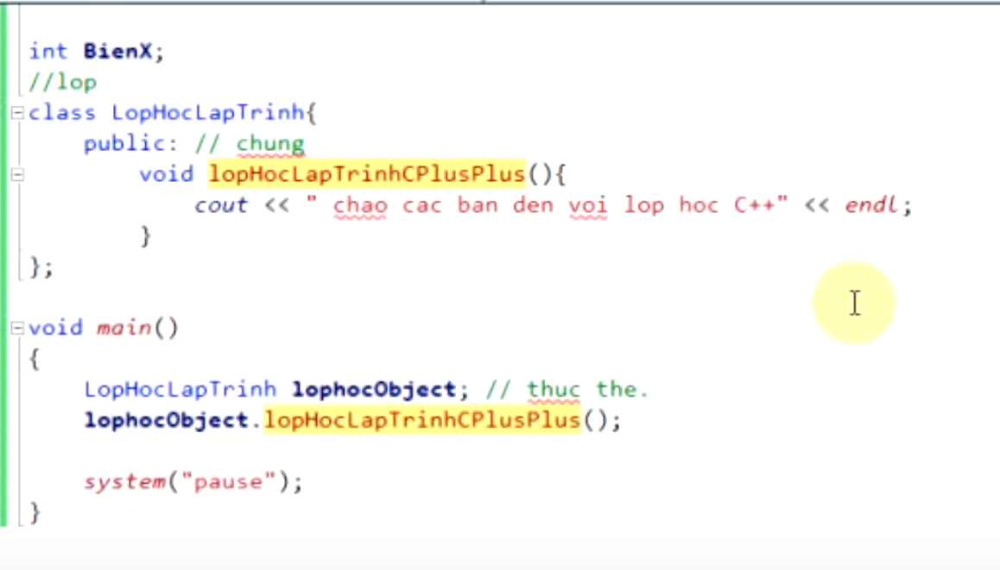 int BienX;
//lop
class LopHocLapTrinh{
public: // chung
void lopHocLapTrinhCPlusPlus(){
cout << " chao cac ban den voi lop hoc C++" << endl;
}
};
void main()
{
LopHocLapTrinh lophocObject; // thuc the.
lophocObject.lopHocLapTrinhCPlusPlus();
system("pause");
}